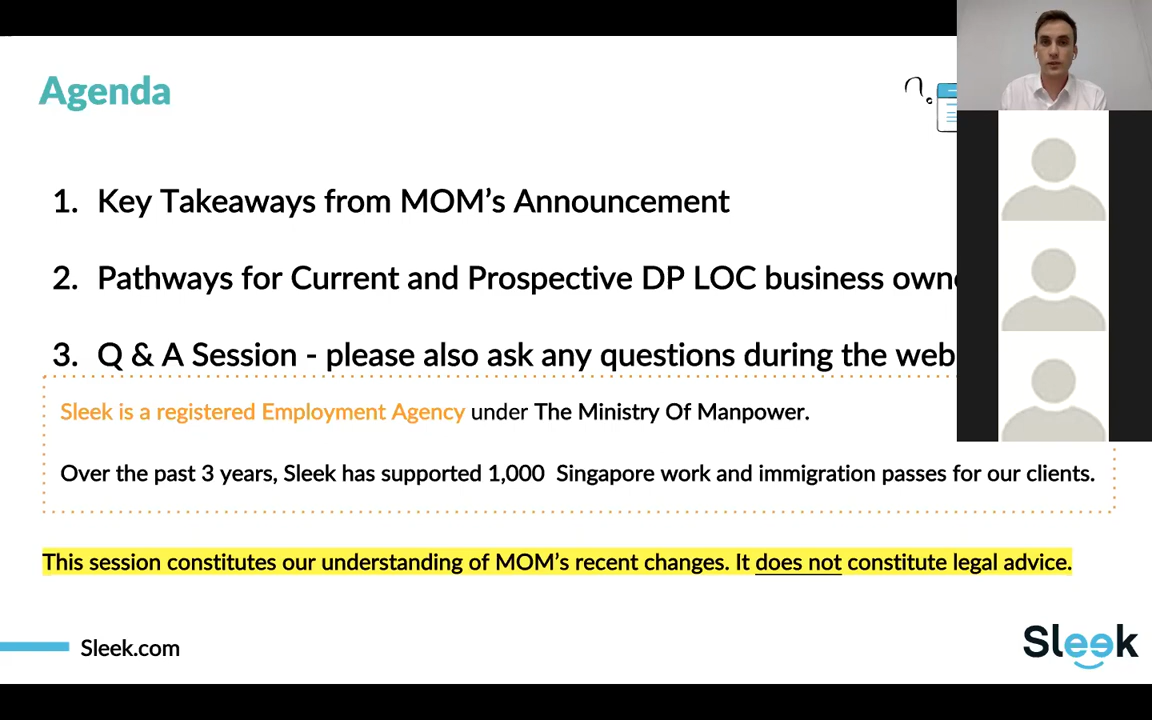 Agenda
1. Key Takeaways from MOM’s Announcement
2. Pathways for Current and Prospective DP LOC business
3. Q & A Session - please also ask any questions during the
Sleek is a registered Employment Agency under The Ministry Of Manpower.
Over the past 3 years, Sleek has supported 1,000 Singapore work and immigration passes for our clients.
This session constitutes our understanding of MOM’s recent changes. It does not constitute legal advice.
Sleek.com
Sleek